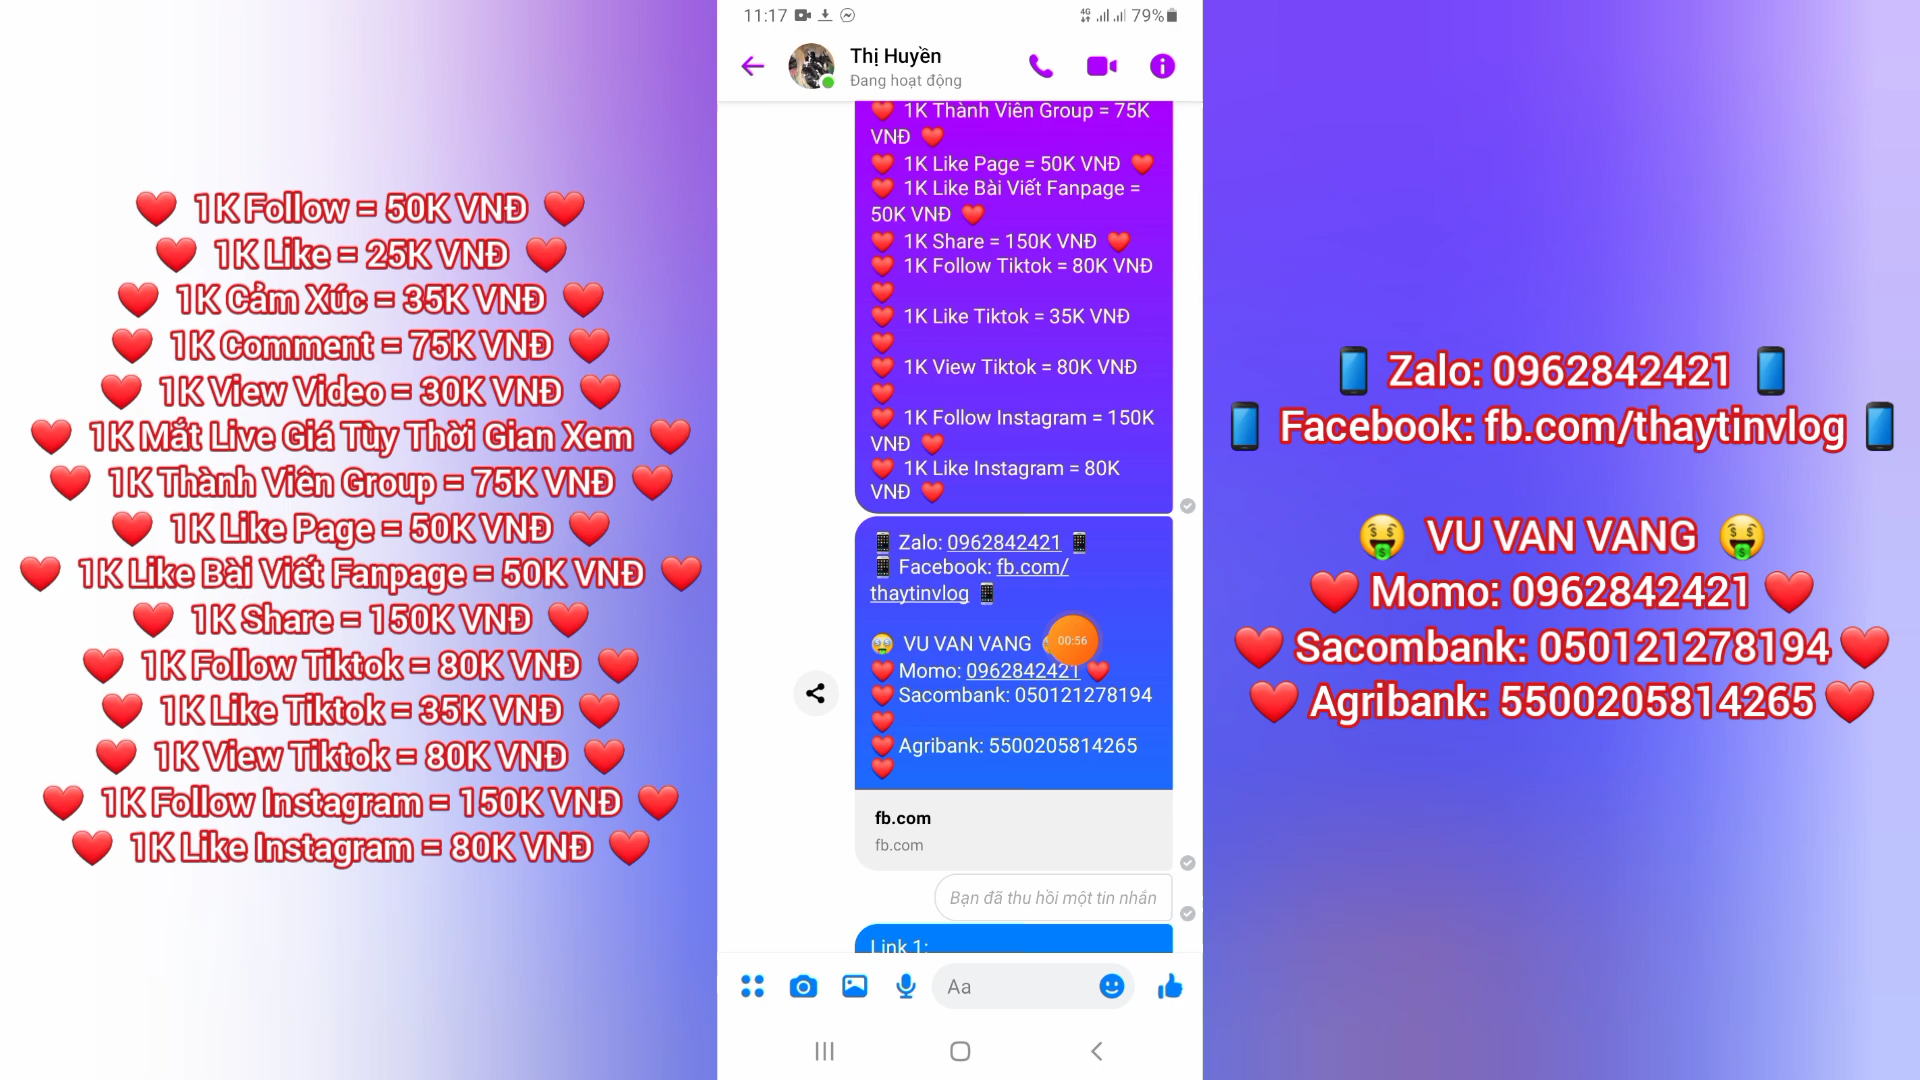 ❤️ 1K Follow = 50K VNĐ ❤️
❤️ 1K Like = 25K VNĐ ❤️
❤️ 1K Cảm Xúc = 35K VNĐ ❤️
❤️ 1K Comment = 75K VNĐ ❤️
❤️ 1K View Video = 30K VNĐ ❤️
❤️ 1K Mắt Live Giá Tùy Thời Gian Xem ❤️
❤️ 1K Thành Viên Group = 75K VNĐ ❤️
❤️ 1K Like Page = 50K VNĐ ❤️
❤️ 1K Like Bài Viết Fanpage = 50K VNĐ ❤️
❤️ 1K Share = 150K VNĐ ❤️
❤️ 1K Follow Tiktok = 80K VNĐ ❤️
❤️ 1K Like Tiktok = 35K VNĐ ❤️
❤️ 1K View Tiktok = 80K VNĐ ❤️
❤️ 1K Follow Instagram = 150K VNĐ ❤️
❤️ 1K Like Instagram = 80K VNĐ ❤️
11:17
4G 79%
Thị Huyền
Đang hoạt động
❤️ 1K Thành Viên Group = 75K
VNĐ ❤️
❤️ 1K Like Page = 50K VNĐ ❤️
❤️ 1K Like Bài Viết Fanpage =
50K VNĐ ❤️
❤️ 1K Share = 150K VNĐ ❤️
❤️ 1K Follow Tiktok = 80K VNĐ
❤️
❤️ 1K Like Tiktok = 35K VNĐ
❤️
❤️ 1K View Tiktok = 80K VNĐ
❤️
❤️ 1K Follow Instagram = 150K
VNĐ ❤️
❤️ 1K Like Instagram = 80K
VNĐ ❤️
📱 Zalo: 0962842421 📱
📱 Facebook: fb.com/
thaytinvlog 📱
🤑 VU VAN VANG
00:56
❤️ Momo: 0962842421 ❤️
❤️ Sacombank: 050121278194
❤️
❤️ Agribank: 5500205814265
❤️
fb.com
fb.com
Bạn đã thu hồi một tin nhắn
Link 1:
Aa
📱 Zalo: 0962842421 📱
📱 Facebook: fb.com/thaytinvlog 📱
🤑 VU VAN VANG 🤑
❤️ Momo: 0962842421 ❤️
❤️ Sacombank: 050121278194 ❤️
❤️ Agribank: 5500205814265 ❤️